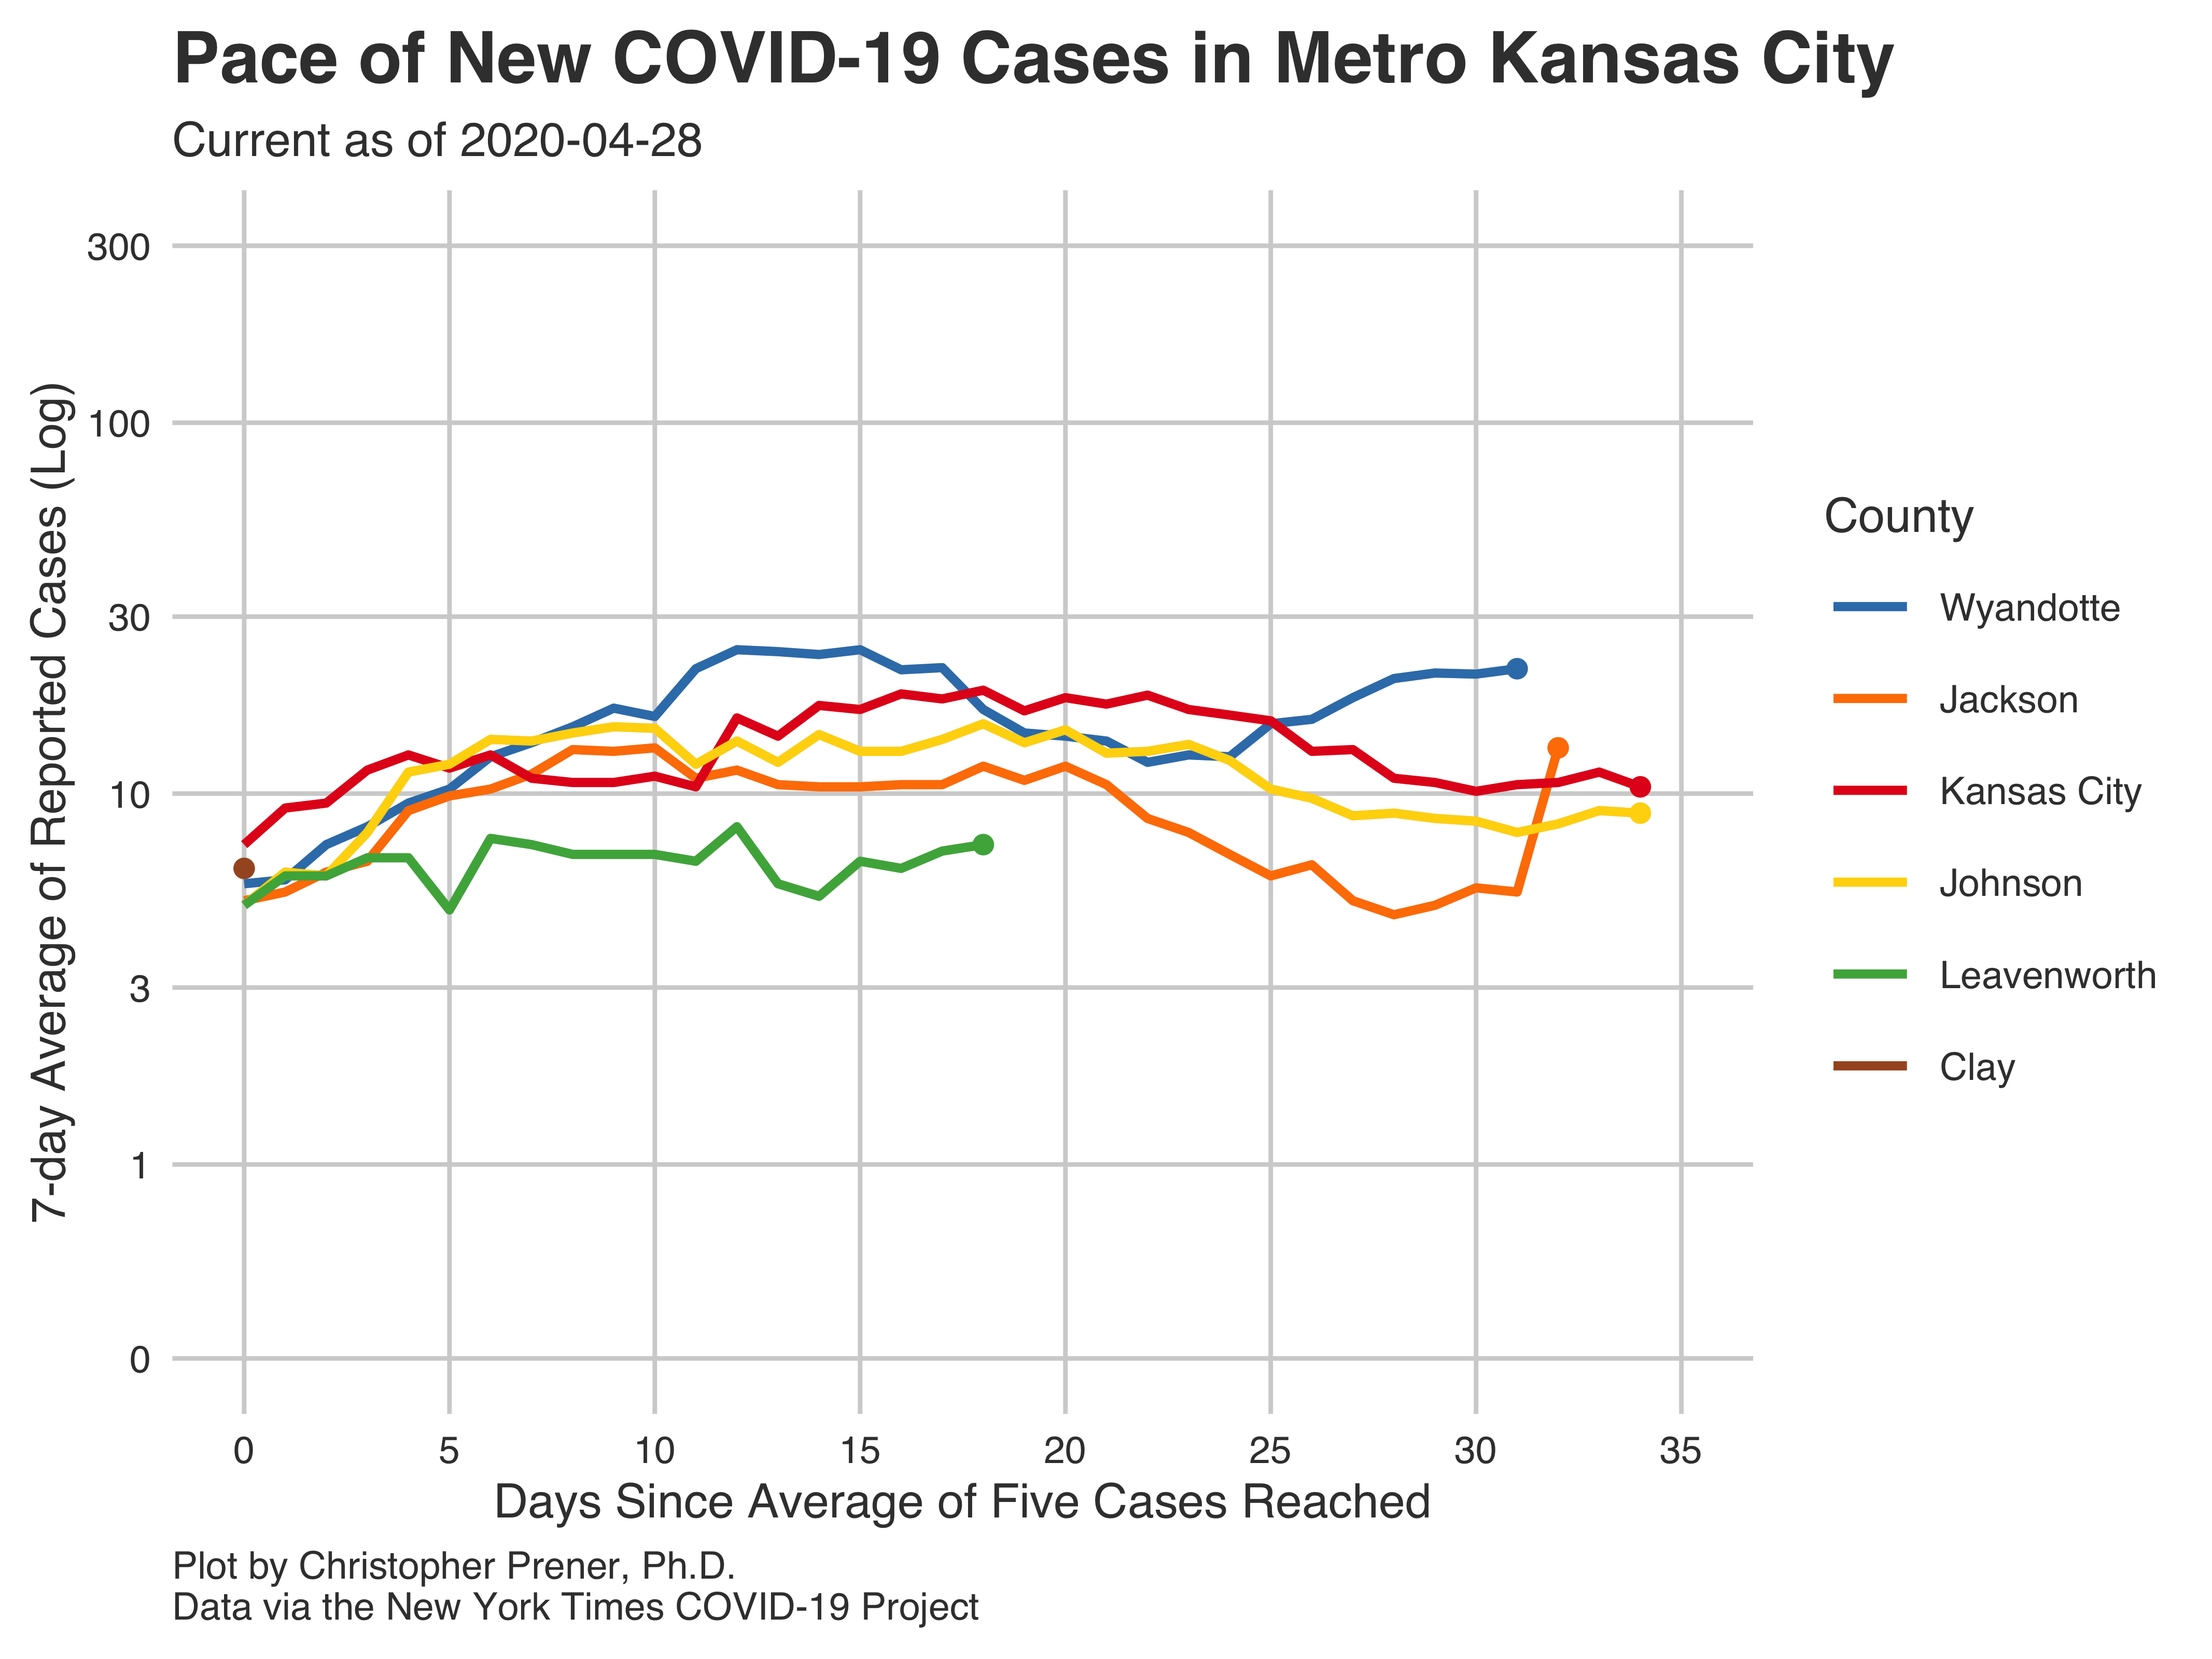 Pace of New COVID-19 Cases in Metro Kansas City
Current as of 2020-04-28
7-day Average of Reported Cases (Log)
300
100
30
10
3
1
0
0 5 10 15 20 25 30 35
Days Since Average of Five Cases Reached
County
Wyandotte
Jackson
Kansas City
Johnson
Leavenworth
Clay
Plot by Christopher Prener, Ph.D.
Data via the New York Times COVID-19 Project